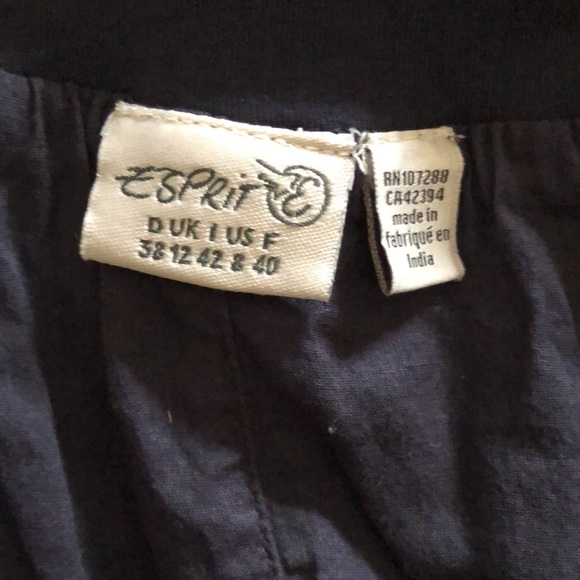 ESPRIT E
D UK I US F
38 12 42 8 40
RN107288
CA42394
made in
fabriqué en
India